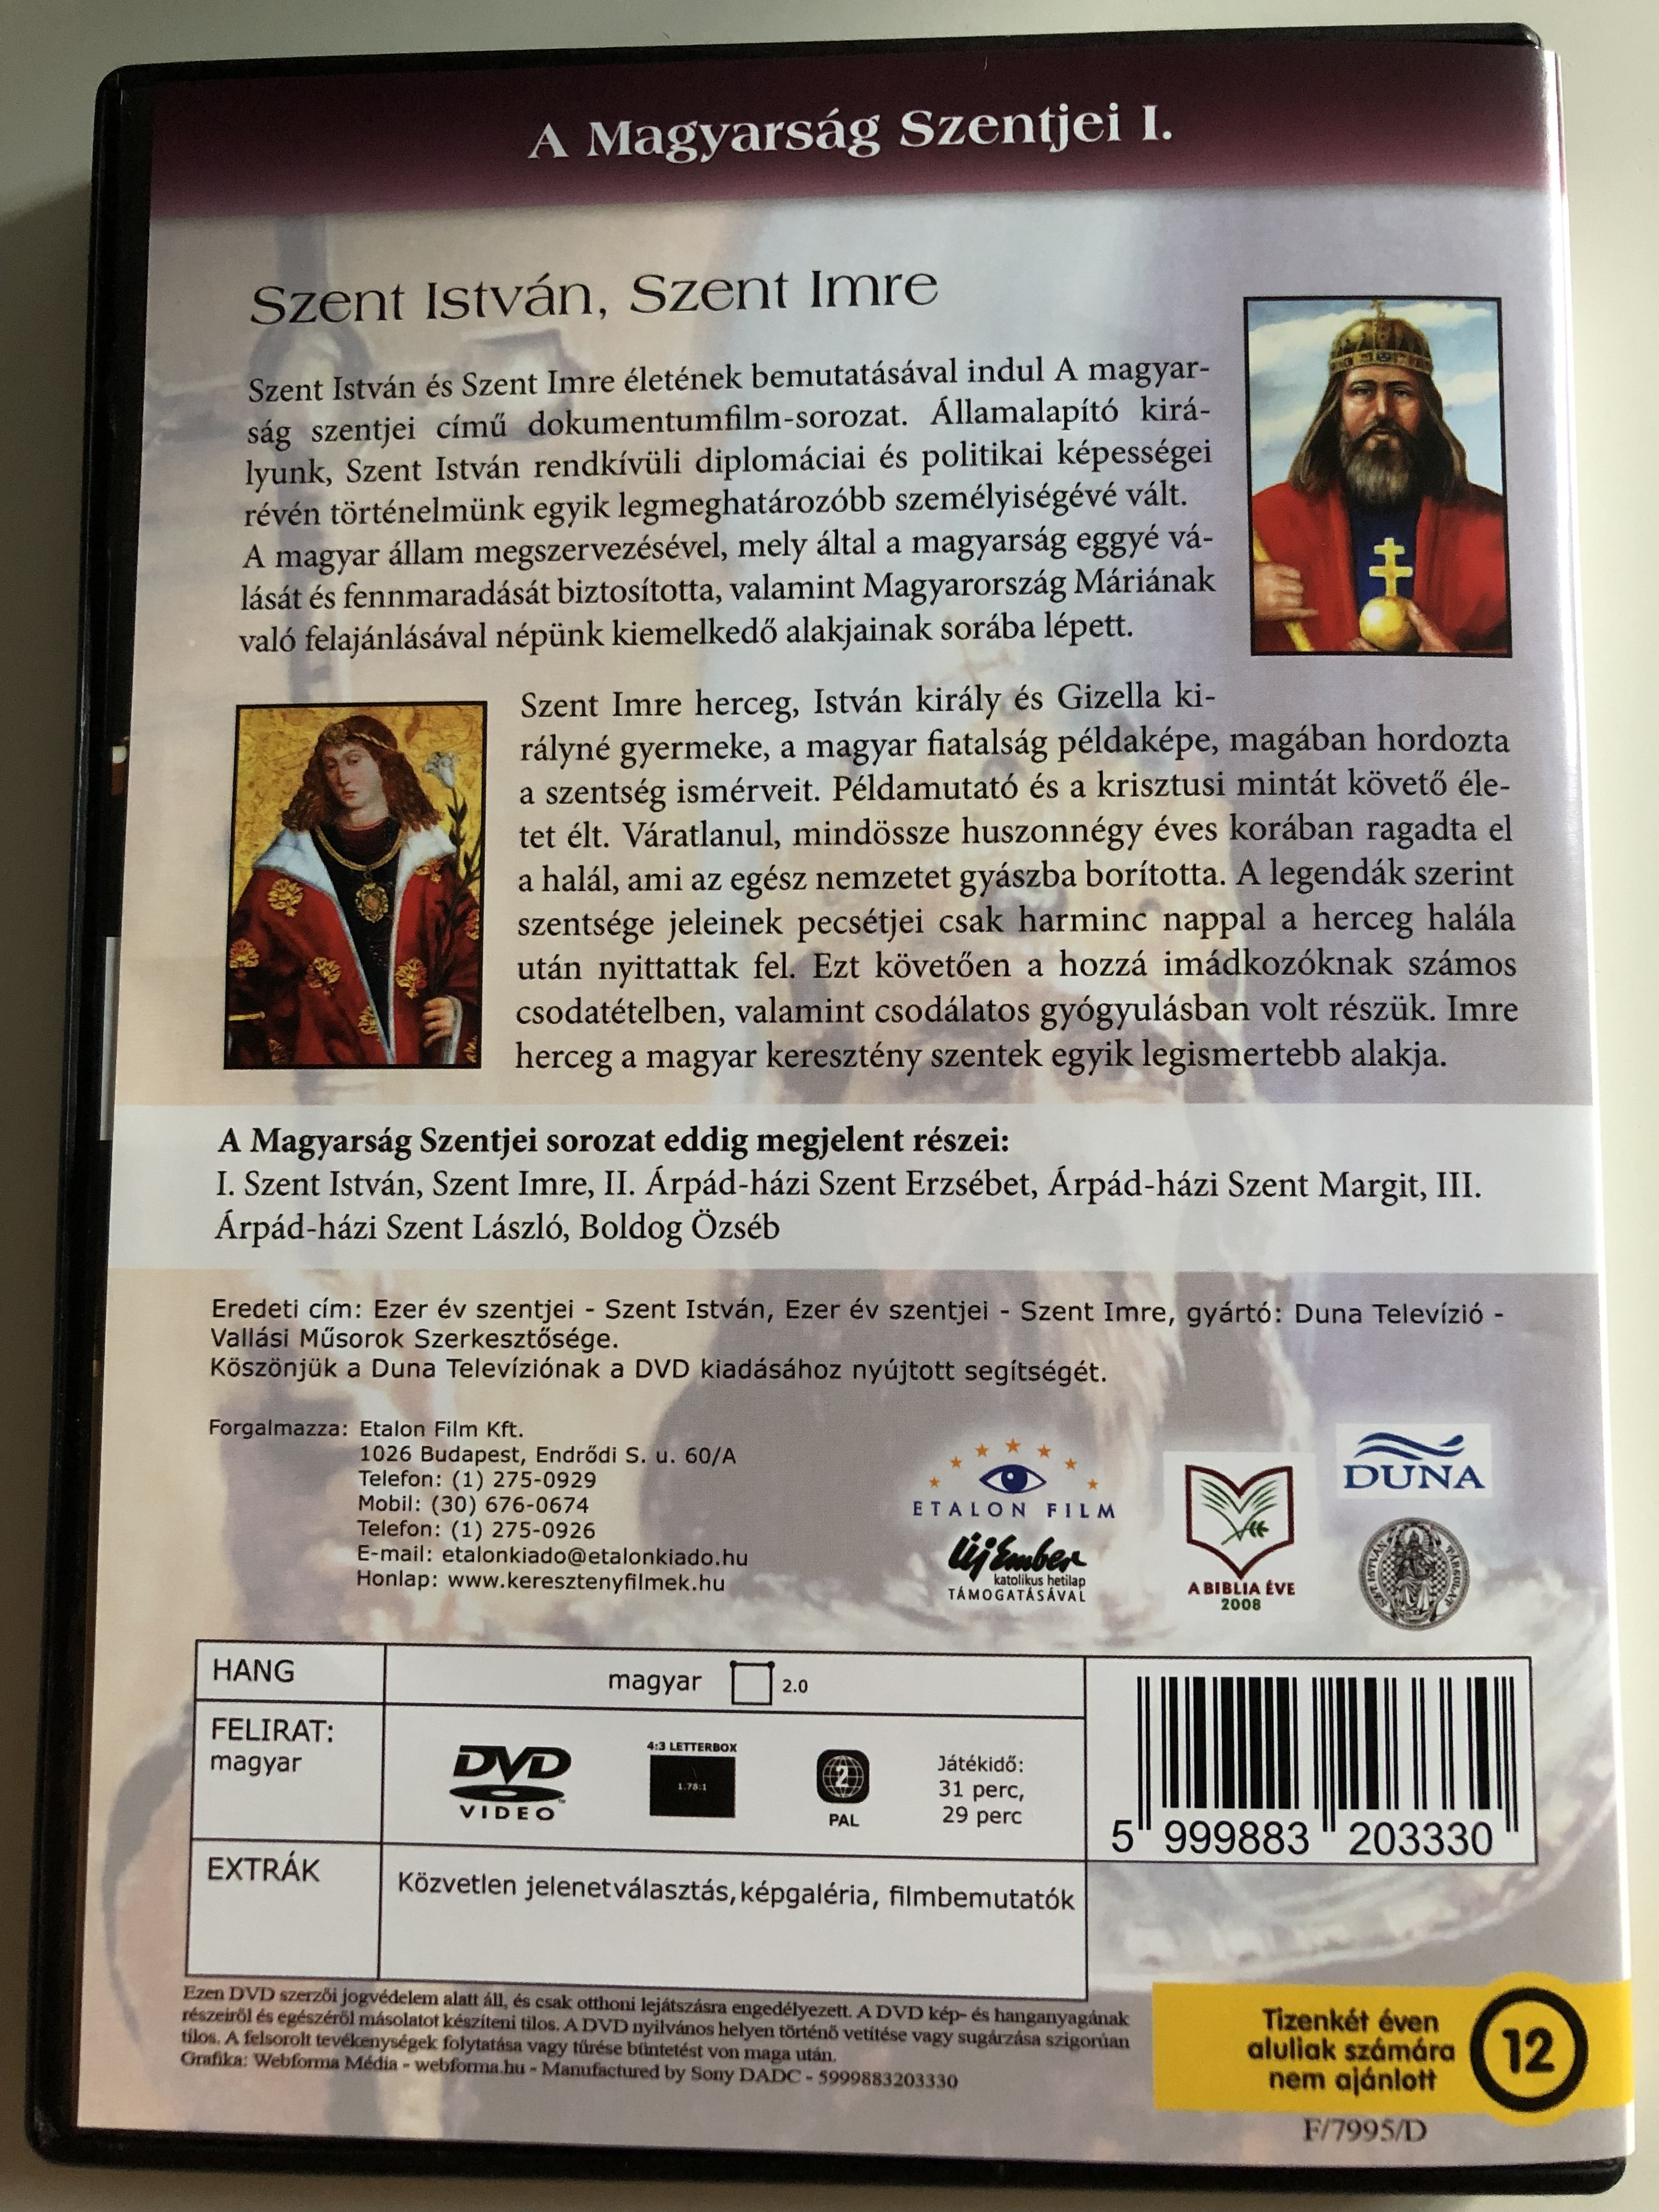 A Magyarság Szentjei I.
Szent István, Szent Imre
Szent István és Szent Imre életének bemutatásával indul A magyar-
ság szentjei című dokumentumfilm-sorozat. Államalapító kirá-
lyunk, Szent István rendkívüli diplomáciai és politikai képességei
révén történelmünk egyik legmeghatározóbb személyiségévé vált.
A magyar állam megszervezésével, mely által a magyarság eggyé vá-
lását és fennmaradását biztosította, valamint Magyarország Máriának
való felajánlásával népünk kiemelkedő alakjainak sorába lépett.
Szent Imre herceg, István király és Gizella ki-
rályné gyermeke, a magyar fiatalság példaképe, magában hordozta
a szentség ismérveit. Példamutató és a krisztusi mintát követő éle-
tet élt. Váratlanul, mindössze huszonnégy éves korában ragadta el
a halál, ami az egész nemzetet gyászba borította. A legendák szerint
szentsége jeleinek pecsétjei csak harminc nappal a herceg halála
után nyittattak fel. Ezt követően a hozzá imádkozóknak számos
csodatételben, valamint csodálatos gyógyulásban volt részük. Imre
herceg a magyar keresztény szentek egyik legismertebb alakja.
A Magyarság Szentjei sorozat eddig megjelent részei:
I. Szent István, Szent Imre, II. Árpád-házi Szent Erzsébet, Árpád-házi Szent Margit, III.
Árpád-házi Szent László, Boldog Özséb
Eredeti cím: Ezer év szentjei - Szent István, Ezer év szentjei - Szent Imre, gyártó: Duna Televízió -
Vallási Műsorok Szerkesztősége.
Köszönjük a Duna Televíziónak a DVD kiadásához nyújtott segítségét.
Forgalmazza: Etalon Film Kft.
1026 Budapest, Endrődi S. u. 60/A
Telefon: (1) 275-0929
Mobil: (30) 676-0674
Telefon: (1) 275-0926
E-mail: etalonkiado@etalonkiado.hu
Honlap: www.keresztenyfilmek.hu
ETALON FILM
Új Ember
katolikus hetilap
TÁMOGATÁSÁVAL
A BIBLIA ÉVE
2008
DUNA
SZT ISTVÁN TÁRSULAT
HANG
magyar 2.0
FELIRAT:
magyar
DVD
VIDEO
4:3 LETTERBOX
1.78:1
2
PAL
Játékidő:
31 perc,
29 perc
5 999883 203330
EXTRÁK
Közvetlen jelenetválasztás, képgaléria, filmbemutatók
Ezen DVD szerzői jogvédelem alatt áll, és csak otthoni lejátszásra engedélyezett. A DVD kép- és hanganyagának
részeiről és egészéről másolatot készíteni tilos. A DVD nyilvános helyen történő vetítése vagy sugárzása szigorúan
tilos. A felsorolt tevékenységek folytatása vagy tűrése büntetést von maga után.
Grafika: Webforma Média - webforma.hu - Manufactured by Sony DADC - 5999883203330
Tizenkét éven
aluliak számára
nem ajánlott
12
F/7995/D